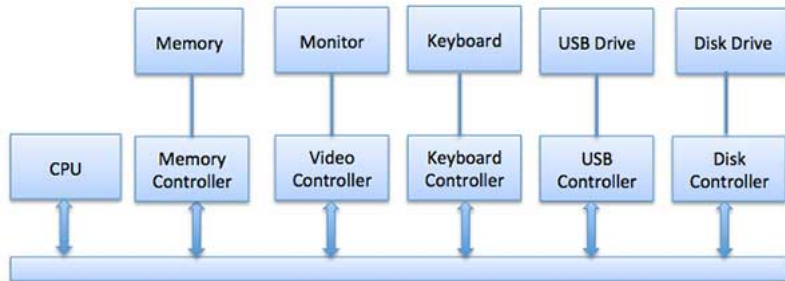 Memory
Monitor
Keyboard
USB Drive
Disk Drive
CPU
Memory
Controller
Video
Controller
Keyboard
Controller
USB
Controller
Disk
Controller